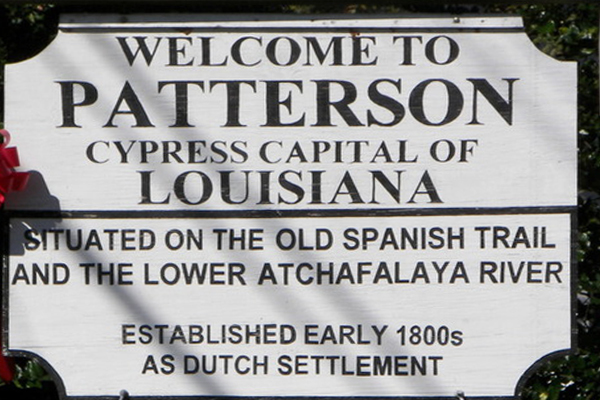 WELCOME TO
PATTERSON
CYPRESS CAPITAL OF
LOUISIANA
SITUATED ON THE OLD SPANISH TRAIL
AND THE LOWER ATCHAFALAYA RIVER
ESTABLISHED EARLY 1800s
AS DUTCH SETTLEMENT